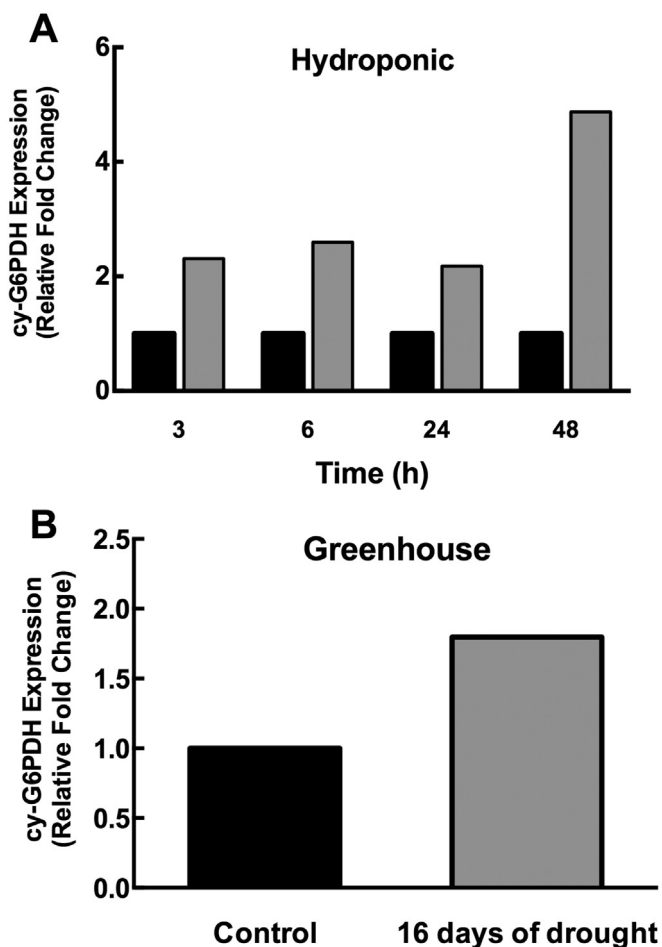 A
Hydroponic
cy-G6PDH Expression
(Relative Fold Change)
6
4
2
0
3 6 24 48
Time (h)
B
Greenhouse
cy-G6PDH Expression
(Relative Fold Change)
2.5
2.0
1.5
1.0
0.5
0.0
Control 16 days of drought